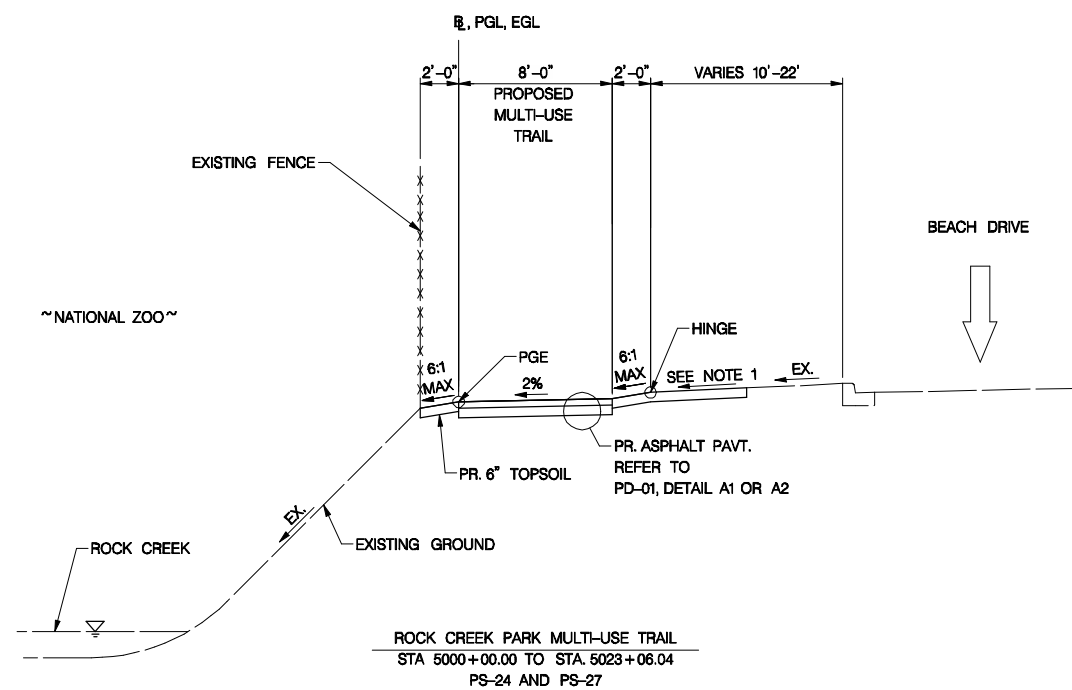 ℄, PGL, EGL
2'-0"
8'-0"
2'-0"
VARIES 10'-22'
PROPOSED
MULTI-USE
TRAIL
EXISTING FENCE
BEACH DRIVE
~NATIONAL ZOO~
HINGE
PGE
6:1
MAX
2%
6:1
MAX
SEE NOTE 1
EX.
PR. ASPHALT PAVT.
REFER TO
PD-01, DETAIL A1 OR A2
PR. 6" TOPSOIL
EX.
EXISTING GROUND
ROCK CREEK
ROCK CREEK PARK MULTI-USE TRAIL
STA 5000+00.00 TO STA. 5023+06.04
PS-24 AND PS-27